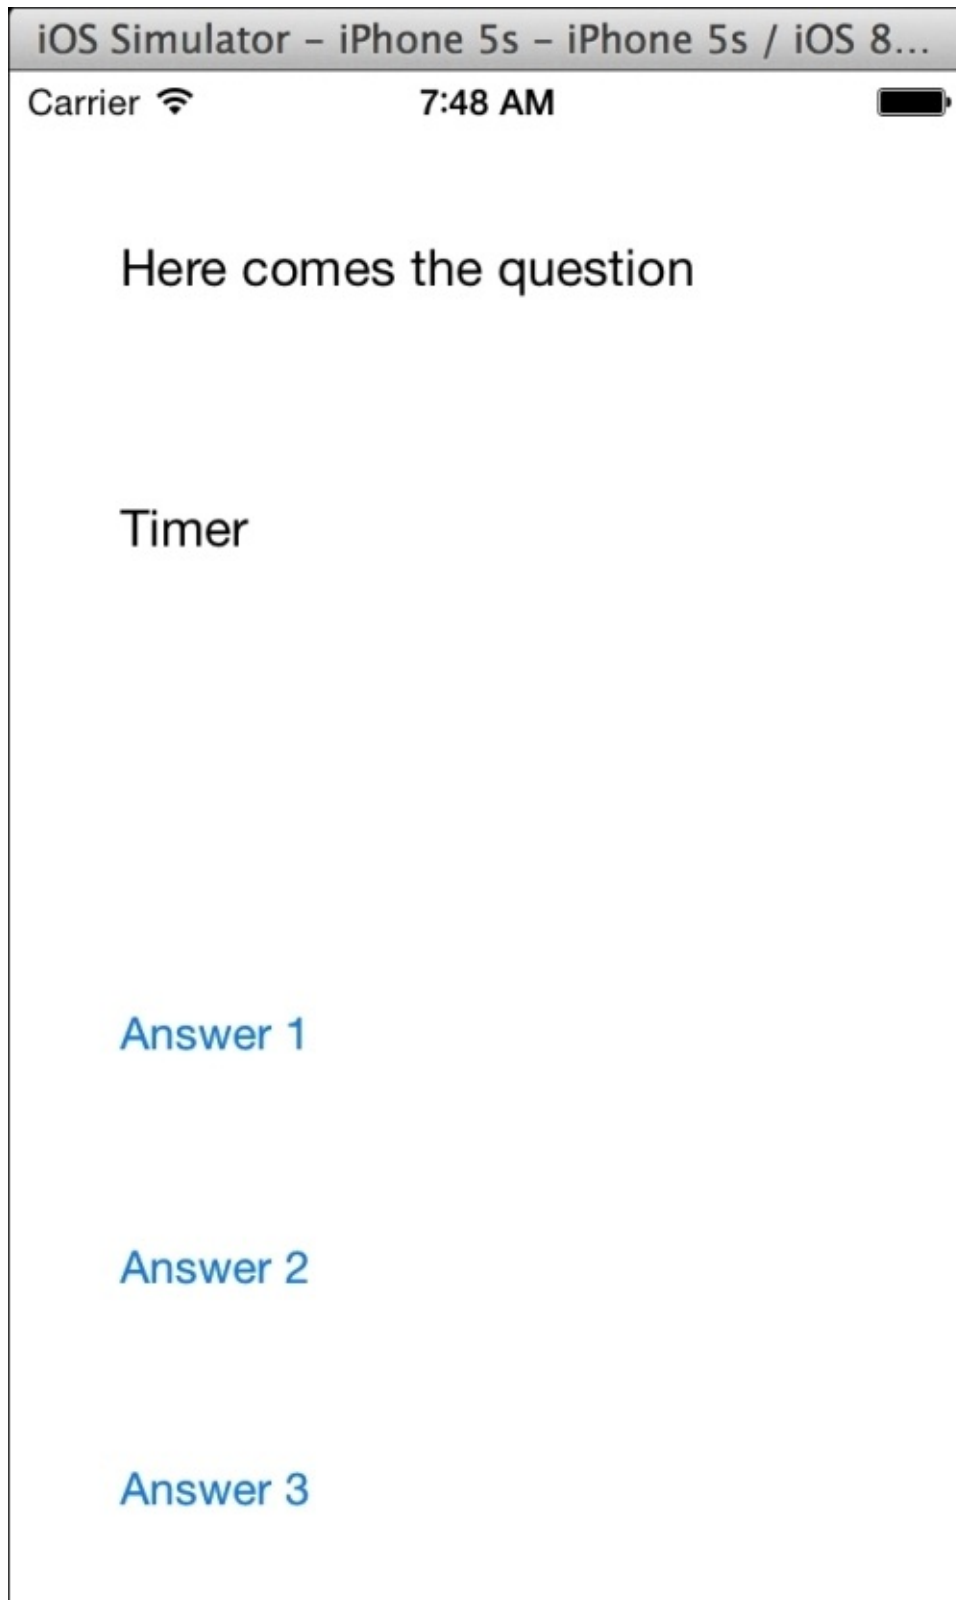 iOS Simulator – iPhone 5s – iPhone 5s / iOS 8...
Carrier 7:48 AM
Here comes the question
Timer
Answer 1
Answer 2
Answer 3